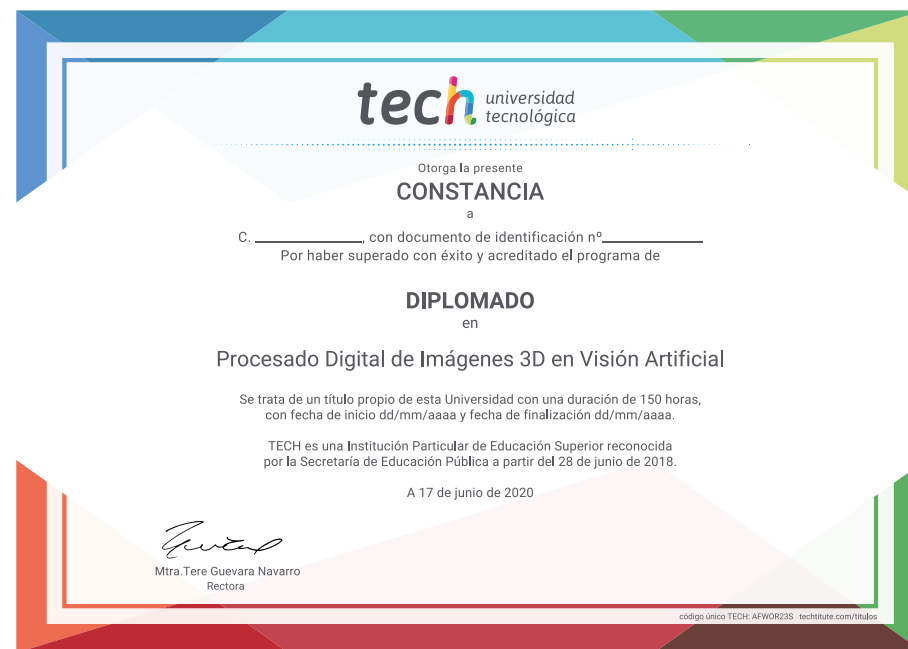 tech universidad
tecnológica
Otorga la presente
CONSTANCIA
a
C. ____________, con documento de identificación nº____________
Por haber superado con éxito y acreditado el programa de
DIPLOMADO
en
Procesado Digital de Imágenes 3D en Visión Artificial
Se trata de un título propio de esta Universidad con una duración de 150 horas,
con fecha de inicio dd/mm/aaaa y fecha de finalización dd/mm/aaaa.
TECH es una Institución Particular de Educación Superior reconocida
por la Secretaría de Educación Pública a partir del 28 de junio de 2018.
A 17 de junio de 2020
Mtra.Tere Guevara Navarro
Rectora
código único TECH: AFWOR23S techtitute.com/titulos